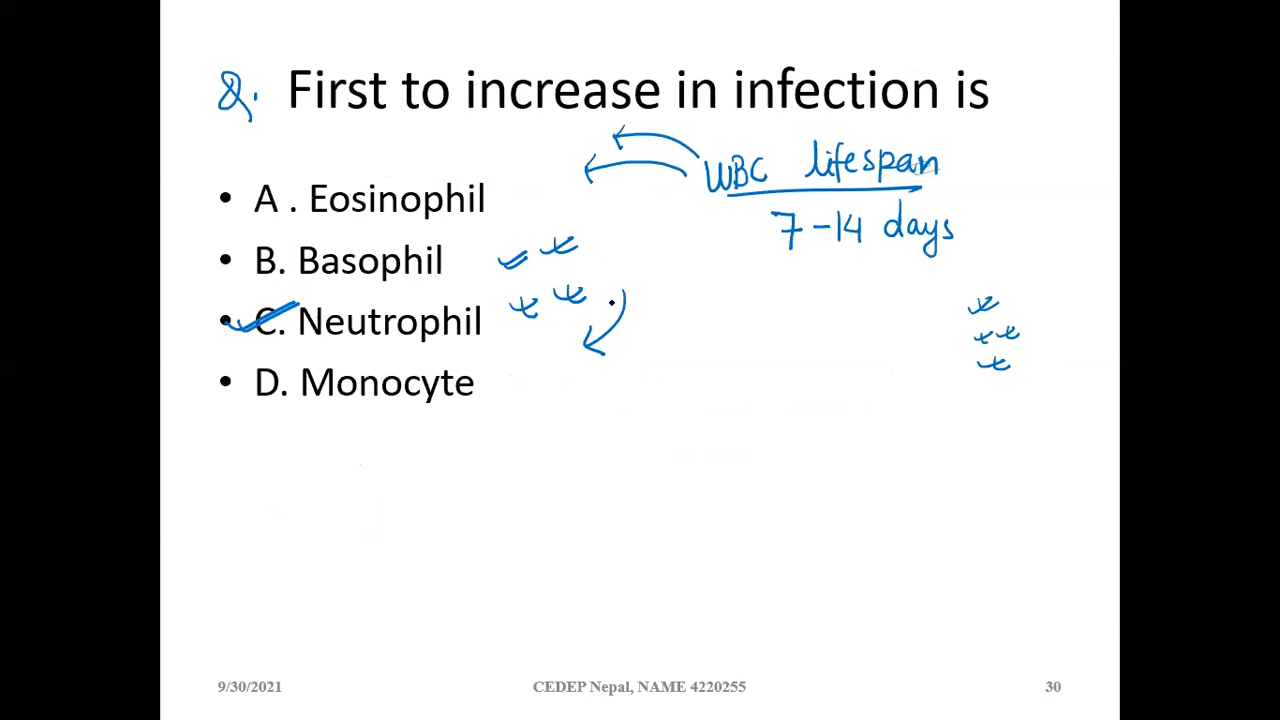 Q. First to increase in infection is
WBC lifespan
7-14 days
• A . Eosinophil
• B. Basophil
• C. Neutrophil
• D. Monocyte
9/30/2021 CEDEP Nepal, NAME 4220255 30